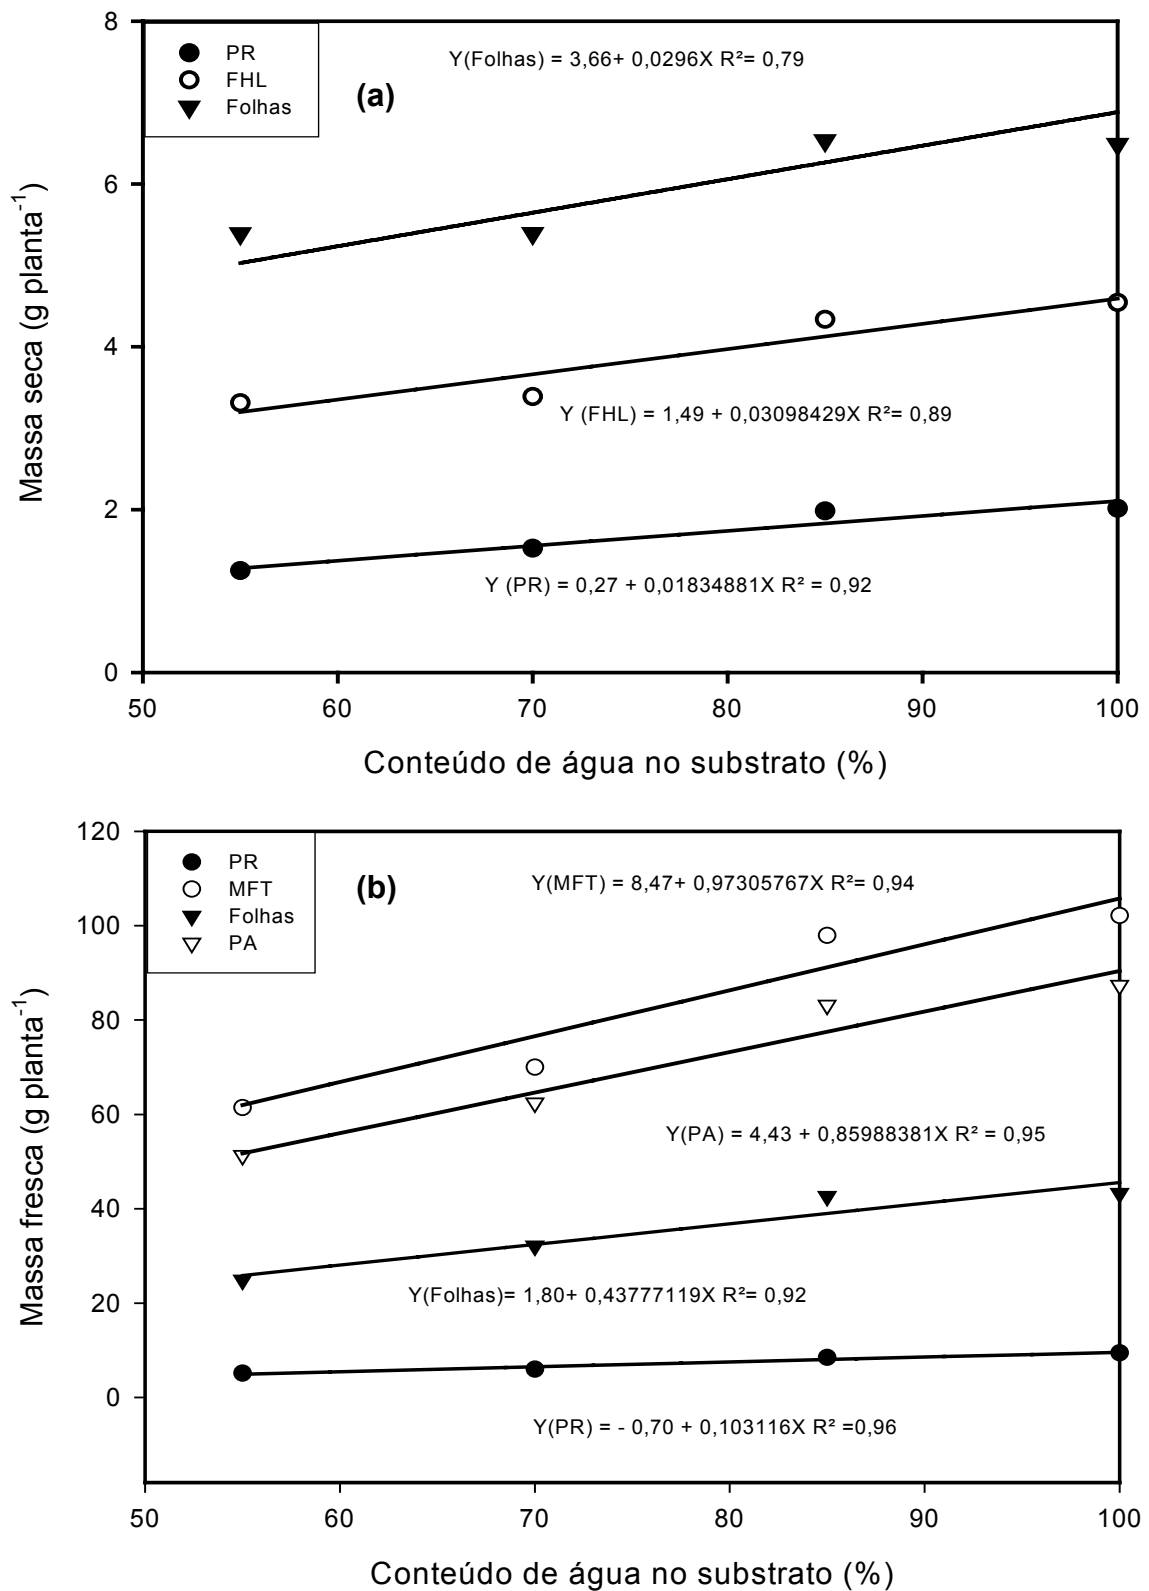 8
PR
FHL
Folhas
(a)
Y(Folhas) = 3,66+ 0,0296X R²= 0,79
6
Massa seca (g planta⁻¹)
4
Y (FHL) = 1,49 + 0,03098429X R²= 0,89
2
Y (PR) = 0,27 + 0,01834881X R² = 0,92
0
50 60 70 80 90 100
Conteúdo de água no substrato (%)
120
PR
MFT
Folhas
PA
(b)
Y(MFT) = 8,47+ 0,97305767X R²= 0,94
100
80
Massa fresca (g planta⁻¹)
60
Y(PA) = 4,43 + 0,85988381X R² = 0,95
40
20
Y(Folhas)= 1,80+ 0,43777119X R²= 0,92
0
Y(PR) = - 0,70 + 0,103116X R² =0,96
50 60 70 80 90 100
Conteúdo de água no substrato (%)